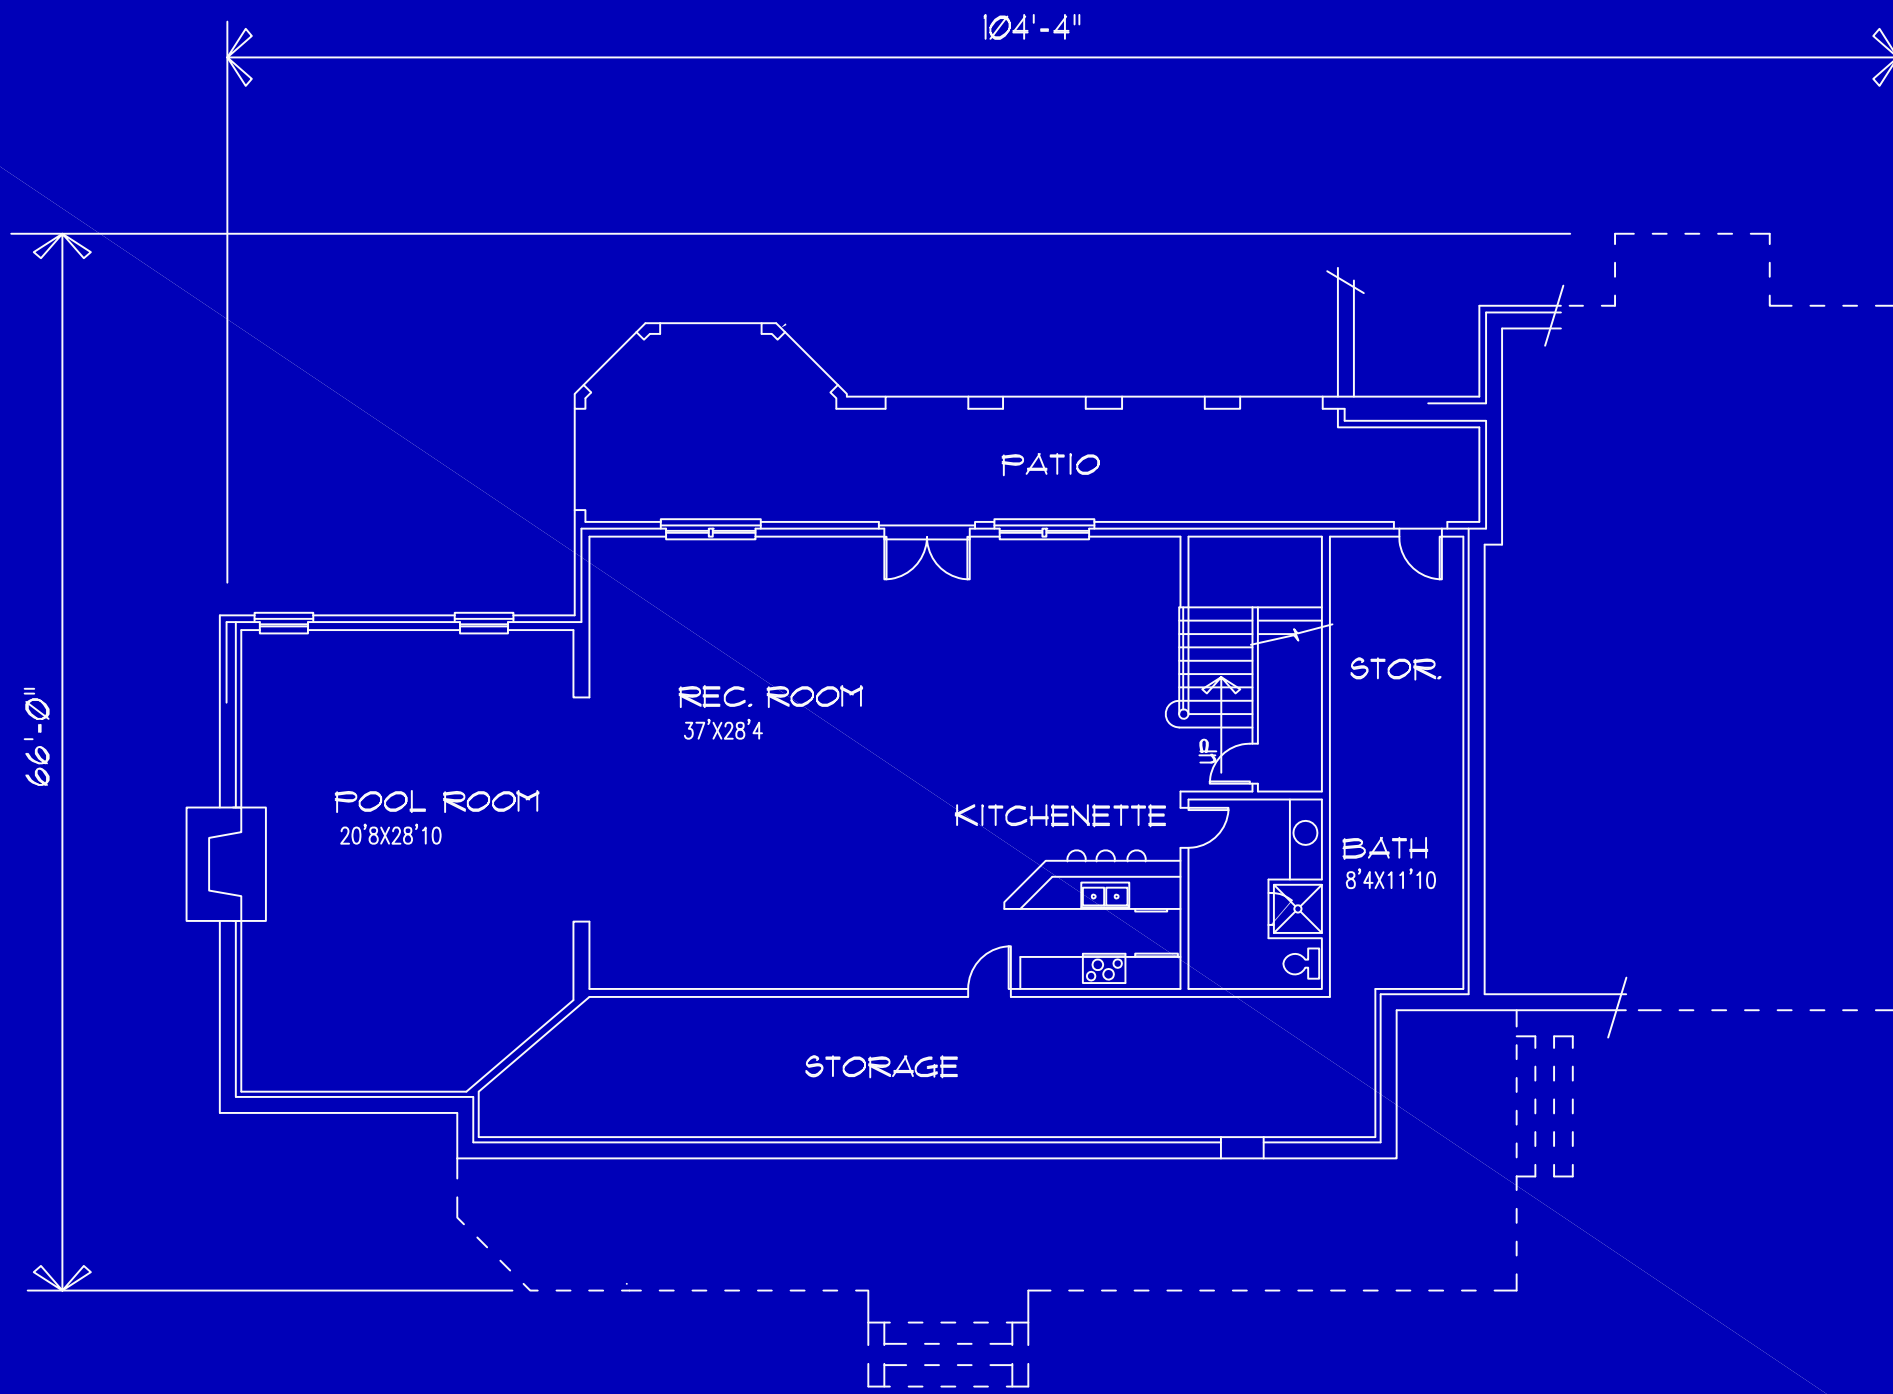 104'-4"
66'-0"
PATIO
REC. ROOM
37'X28'4
STOR.
UP
POOL ROOM
20'8X28'10
KITCHENETTE
BATH
8'4X11'10
STORAGE